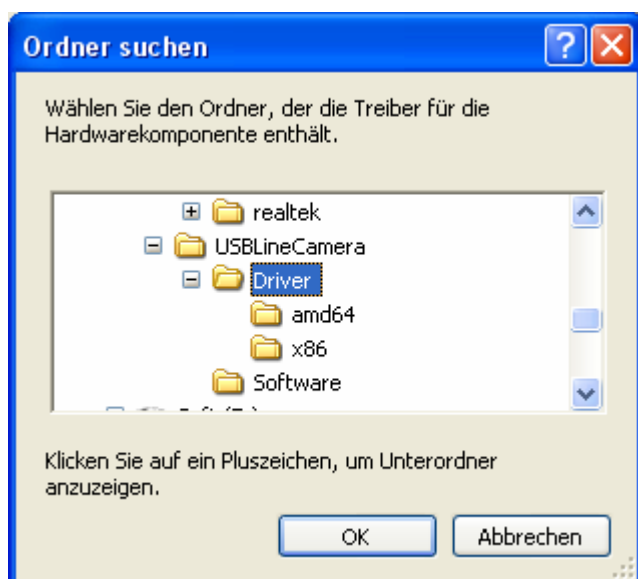 Ordner suchen
Wählen Sie den Ordner, der die Treiber für die
Hardwarekomponente enthält.
realtek
USBLineCamera
Driver
amd64
x86
Software
Klicken Sie auf ein Pluszeichen, um Unterordner
anzuzeigen.
OK Abbrechen